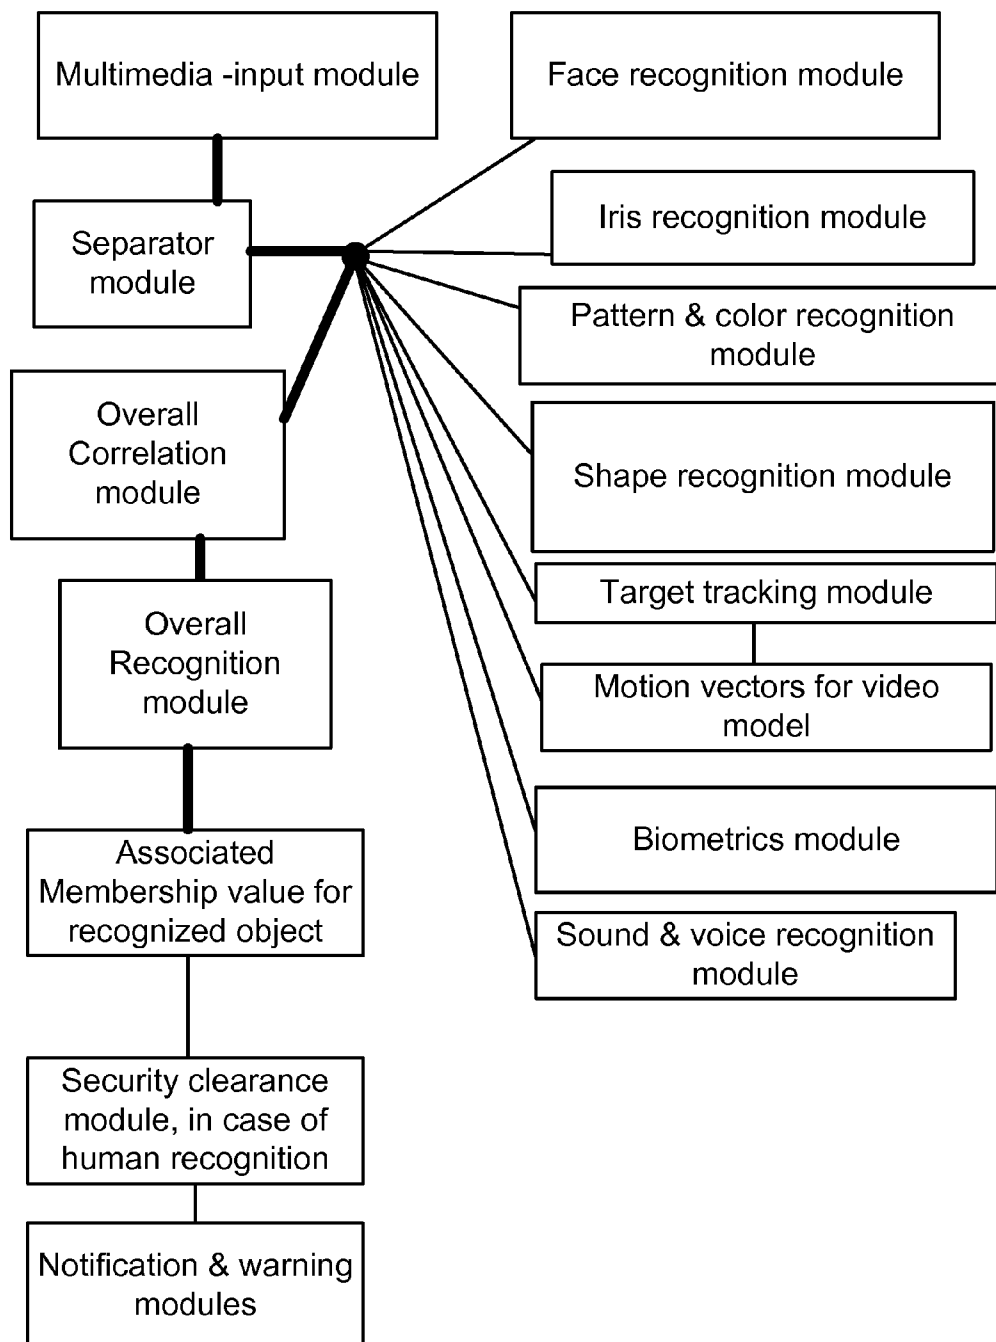 Multimedia -input module
Separator
module
Overall
Correlation
module
Overall
Recognition
module
Associated
Membership value for
recognized object
Security clearance
module, in case of
human recognition
Notification & warning
modules
Face recognition module
Iris recognition module
Pattern & color recognition
module
Shape recognition module
Target tracking module
Motion vectors for video
model
Biometrics module
Sound & voice recognition
module